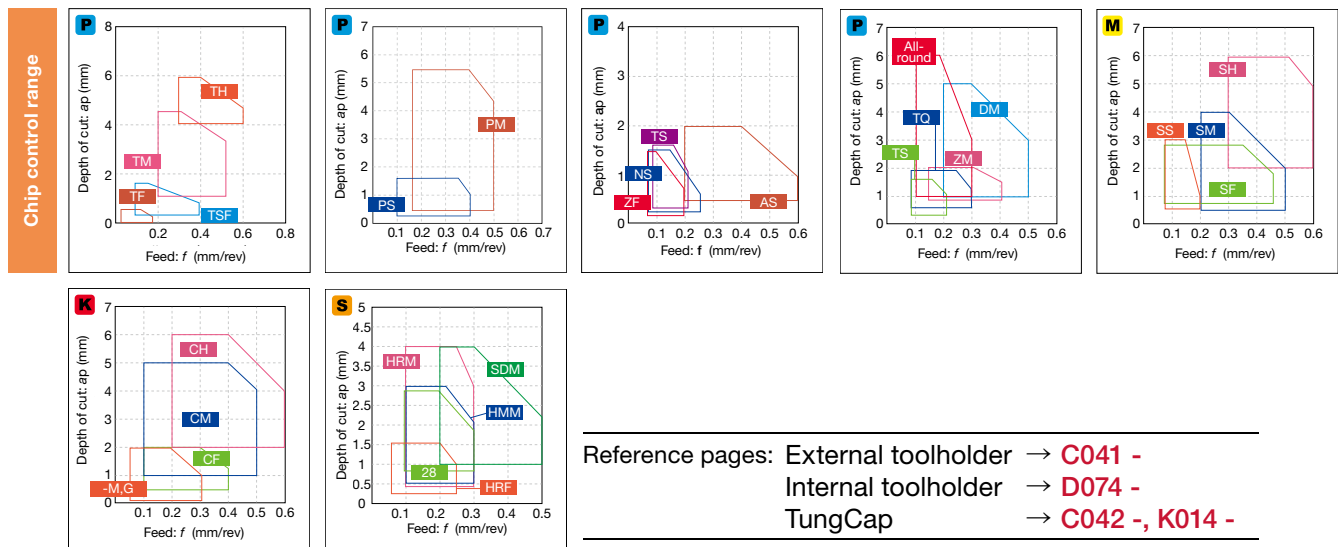 Chip control range
P
Depth of cut: ap (mm)
8
6
4
2
0
TH
TM
TF
TSF
0.2 0.4 0.6 0.8
Feed: f (mm/rev)
P
Depth of cut: ap (mm)
7
6
5
4
3
2
1
0
PM
PS
0.1 0.2 0.3 0.4 0.5 0.6 0.7
Feed: f (mm/rev)
P
Depth of cut: ap (mm)
4
3
2
1
0
TS
NS
ZF
AS
0.1 0.2 0.3 0.4 0.5 0.6
Feed: f (mm/rev)
P
Depth of cut: ap (mm)
7
6
5
4
3
2
1
0
All-
round
DM
TQ
TS
ZM
0.1 0.2 0.3 0.4 0.5 0.6
Feed: f (mm/rev)
M
Depth of cut: ap (mm)
7
6
5
4
3
2
1
0
SH
SS
SM
SF
0.1 0.2 0.3 0.4 0.5 0.6
Feed: f (mm/rev)
K
Depth of cut: ap (mm)
7
6
5
4
3
2
1
0
CH
CM
CF
-M,G
0.1 0.2 0.3 0.4 0.5 0.6
Feed: f (mm/rev)
S
Depth of cut: ap (mm)
5
4.5
4
3.5
3
2.5
2
1.5
1
0.5
0
HRM
SDM
HMM
28
HRF
0.1 0.2 0.3 0.4 0.5
Feed: f (mm/rev)
Reference pages: External toolholder → C041 -
Internal toolholder → D074 -
TungCap → C042 -, K014 -